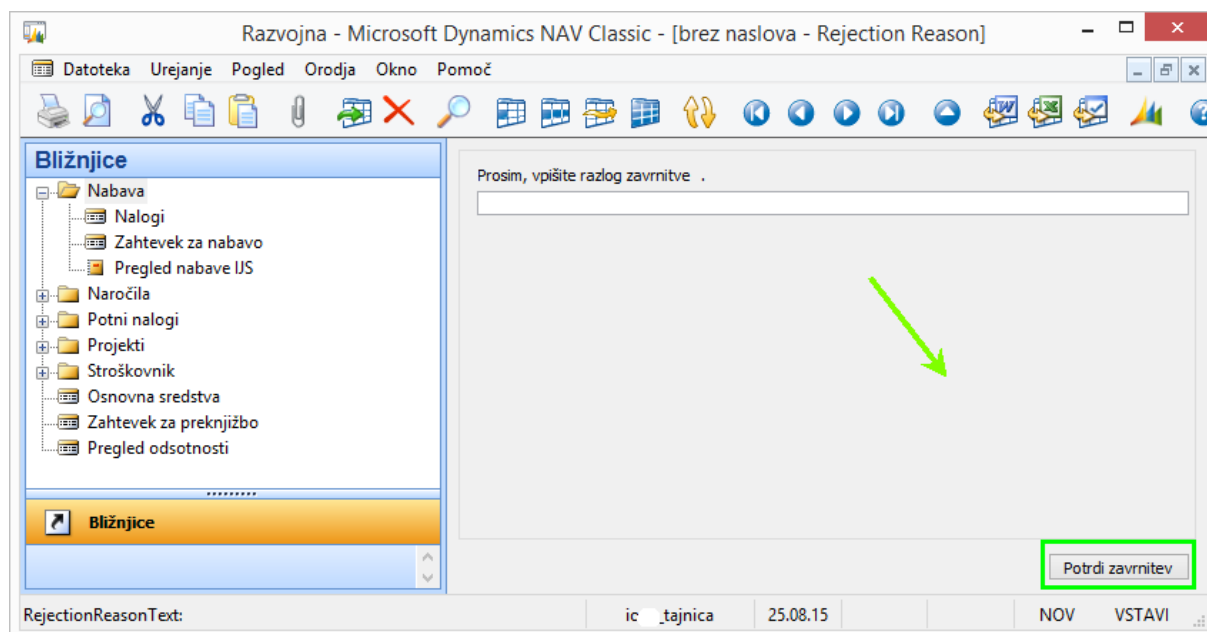 Razvojna - Microsoft Dynamics NAV Classic - [brez naslova - Rejection Reason]
Datoteka Urejanje Pogled Orodja Okno Pomoč
Bližnjice
Nabava
Nalogi
Zahtevek za nabavo
Pregled nabave IJS
Naročila
Potni nalogi
Projekti
Stroškovnik
Osnovna sredstva
Zahtevek za preknjižbo
Pregled odsotnosti
Bližnjice
Prosim, vpišite razlog zavrnitve .
Potrdi zavrnitev
RejectionReasonText: _tajnica 25.08.15 NOV VSTAVI